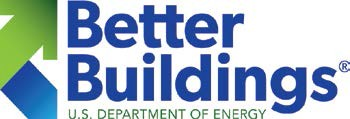 Better
Buildings®
U.S. DEPARTMENT OF ENERGY